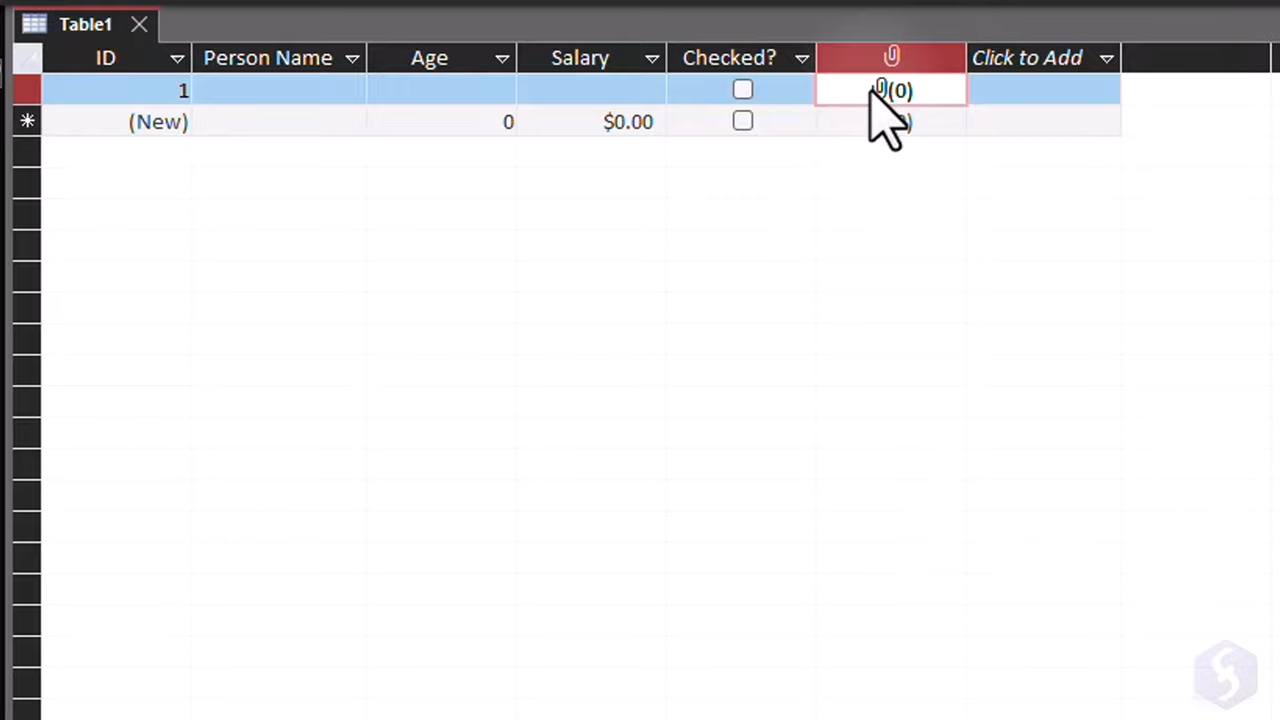 Table1
ID Person Name Age Salary Checked? Click to Add
1 (0)
(New) 0 $0.00